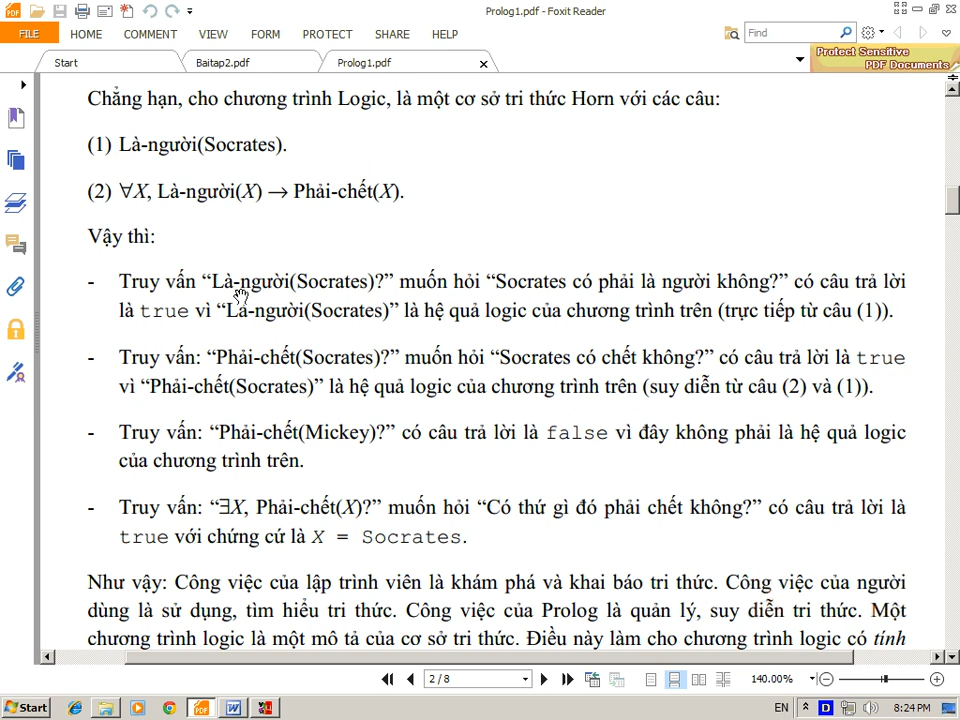 Prolog1.pdf - Foxit Reader
FILE HOME COMMENT VIEW FORM PROTECT SHARE HELP
Find
Start Baitap2.pdf Prolog1.pdf
Protect Sensitive
PDF Documents
Chẳng hạn, cho chương trình Logic, là một cơ sở tri thức Horn với các câu:
(1) Là-người(Socrates).
(2) ∀X, Là-người(X) → Phải-chết(X).
Vậy thì:
- Truy vấn “Là-người(Socrates)?” muốn hỏi “Socrates có phải là người không?” có câu trả lời
là true vì “Là-người(Socrates)” là hệ quả logic của chương trình trên (trực tiếp từ câu (1)).
- Truy vấn: “Phải-chết(Socrates)?” muốn hỏi “Socrates có chết không?” có câu trả lời là true
vì “Phải-chết(Socrates)” là hệ quả logic của chương trình trên (suy diễn từ câu (2) và (1)).
- Truy vấn: “Phải-chết(Mickey)?” có câu trả lời là false vì đây không phải là hệ quả logic
của chương trình trên.
- Truy vấn: “∃X, Phải-chết(X)?” muốn hỏi “Có thứ gì đó phải chết không?” có câu trả lời là
true với chứng cứ là X = Socrates.
Như vậy: Công việc của lập trình viên là khám phá và khai báo tri thức. Công việc của người
dùng là sử dụng, tìm hiểu tri thức. Công việc của Prolog là quản lý, suy diễn tri thức. Một
chương trình logic là một mô tả của cơ sở tri thức. Điều này làm cho chương trình logic có tính
2 / 8 140.00%
Start EN D 8:24 PM